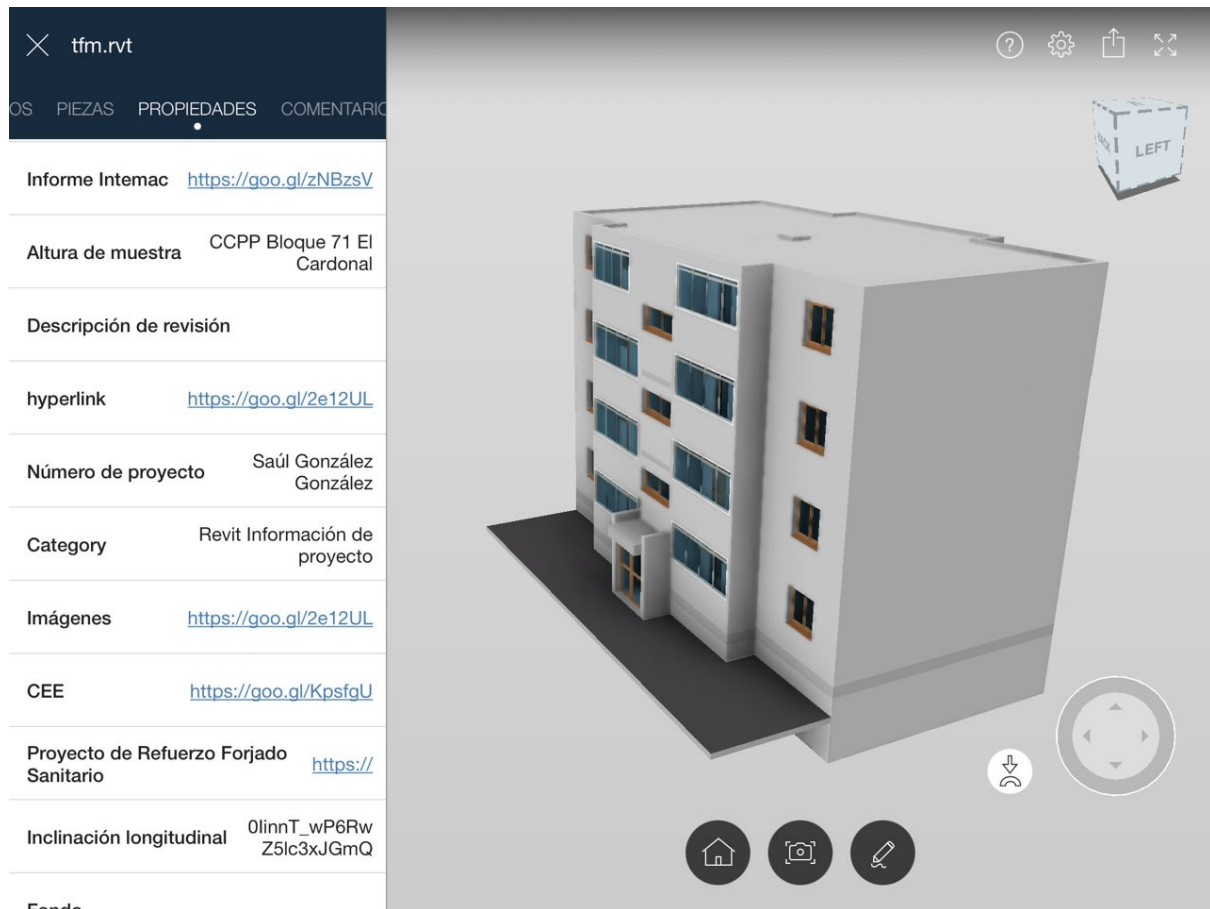 tfm.rvt
OS PIEZAS PROPIEDADES COMENTARIO
Informe Intemac https://goo.gl/zNBzsV
Altura de muestra CCPP Bloque 71 El
Cardonal
Descripción de revisión
hyperlink https://goo.gl/2e12UL
Número de proyecto Saúl González
González
Category Revit Información de
proyecto
Imágenes https://goo.gl/2e12UL
CEE https://goo.gl/KpsfgU
Proyecto de Refuerzo Forjado
Sanitario https://
Inclinación longitudinal 0IinnT_wP6Rw
Z5lc3xJGmQ
Fondo
LEFT
BACK